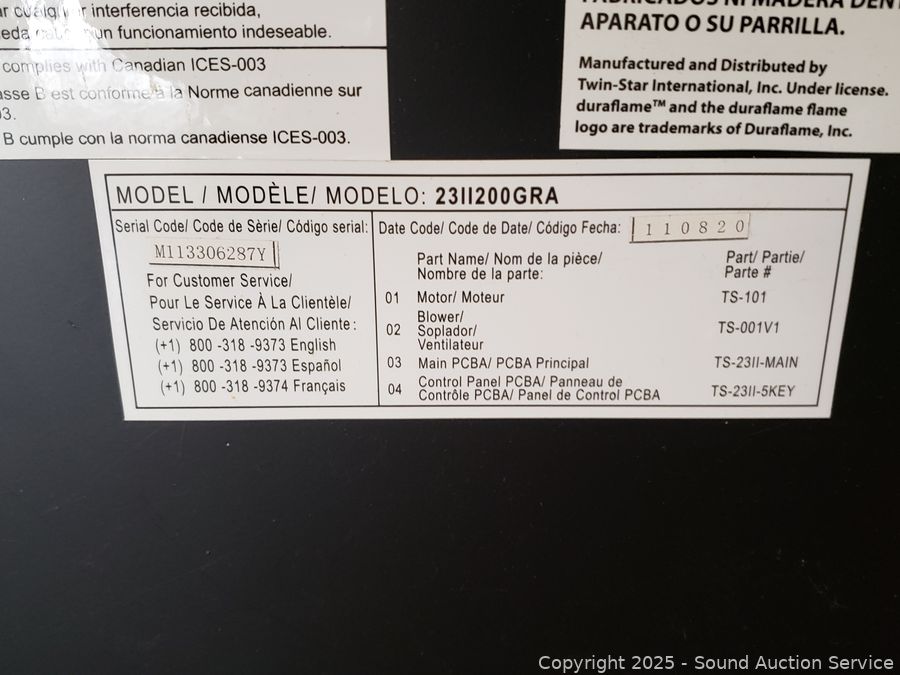 interferencia recibida,
un funcionamiento indeseable.
complies with Canadian ICES-003
B est conforme à la Norme canadienne sur
B cumple con la norma canadiense ICES-003.
APARATO O SU PARRILLA.
Manufactured and Distributed by
Twin-Star International, Inc. Under license.
duraflame™ and the duraflame flame
logo are trademarks of Duraflame, Inc.
MODEL / MODÈLE/ MODELO: 23II200GRA
Serial Code/ Code de Sèrie/ Código serial:
M113306287Y
For Customer Service/
Pour Le Service À La Clientèle/
Servicio De Atención Al Cliente :
(+1) 800 -318 -9373 English
(+1) 800 -318 -9373 Español
(+1) 800 -318 -9374 Français
Date Code/ Code de Date/ Código Fecha: 1 1 0 8 2 0
Part Name/ Nom de la pièce/ Part/ Partie/
Nombre de la parte: Parte #
01 Motor/ Moteur TS-101
Blower/
02 Soplador/ TS-001V1
Ventilateur
03 Main PCBA/ PCBA Principal TS-23II-MAIN
04 Control Panel PCBA/ Panneau de TS-23II-5KEY
Contrôle PCBA/ Panel de Control PCBA
Copyright 2025 - Sound Auction Service